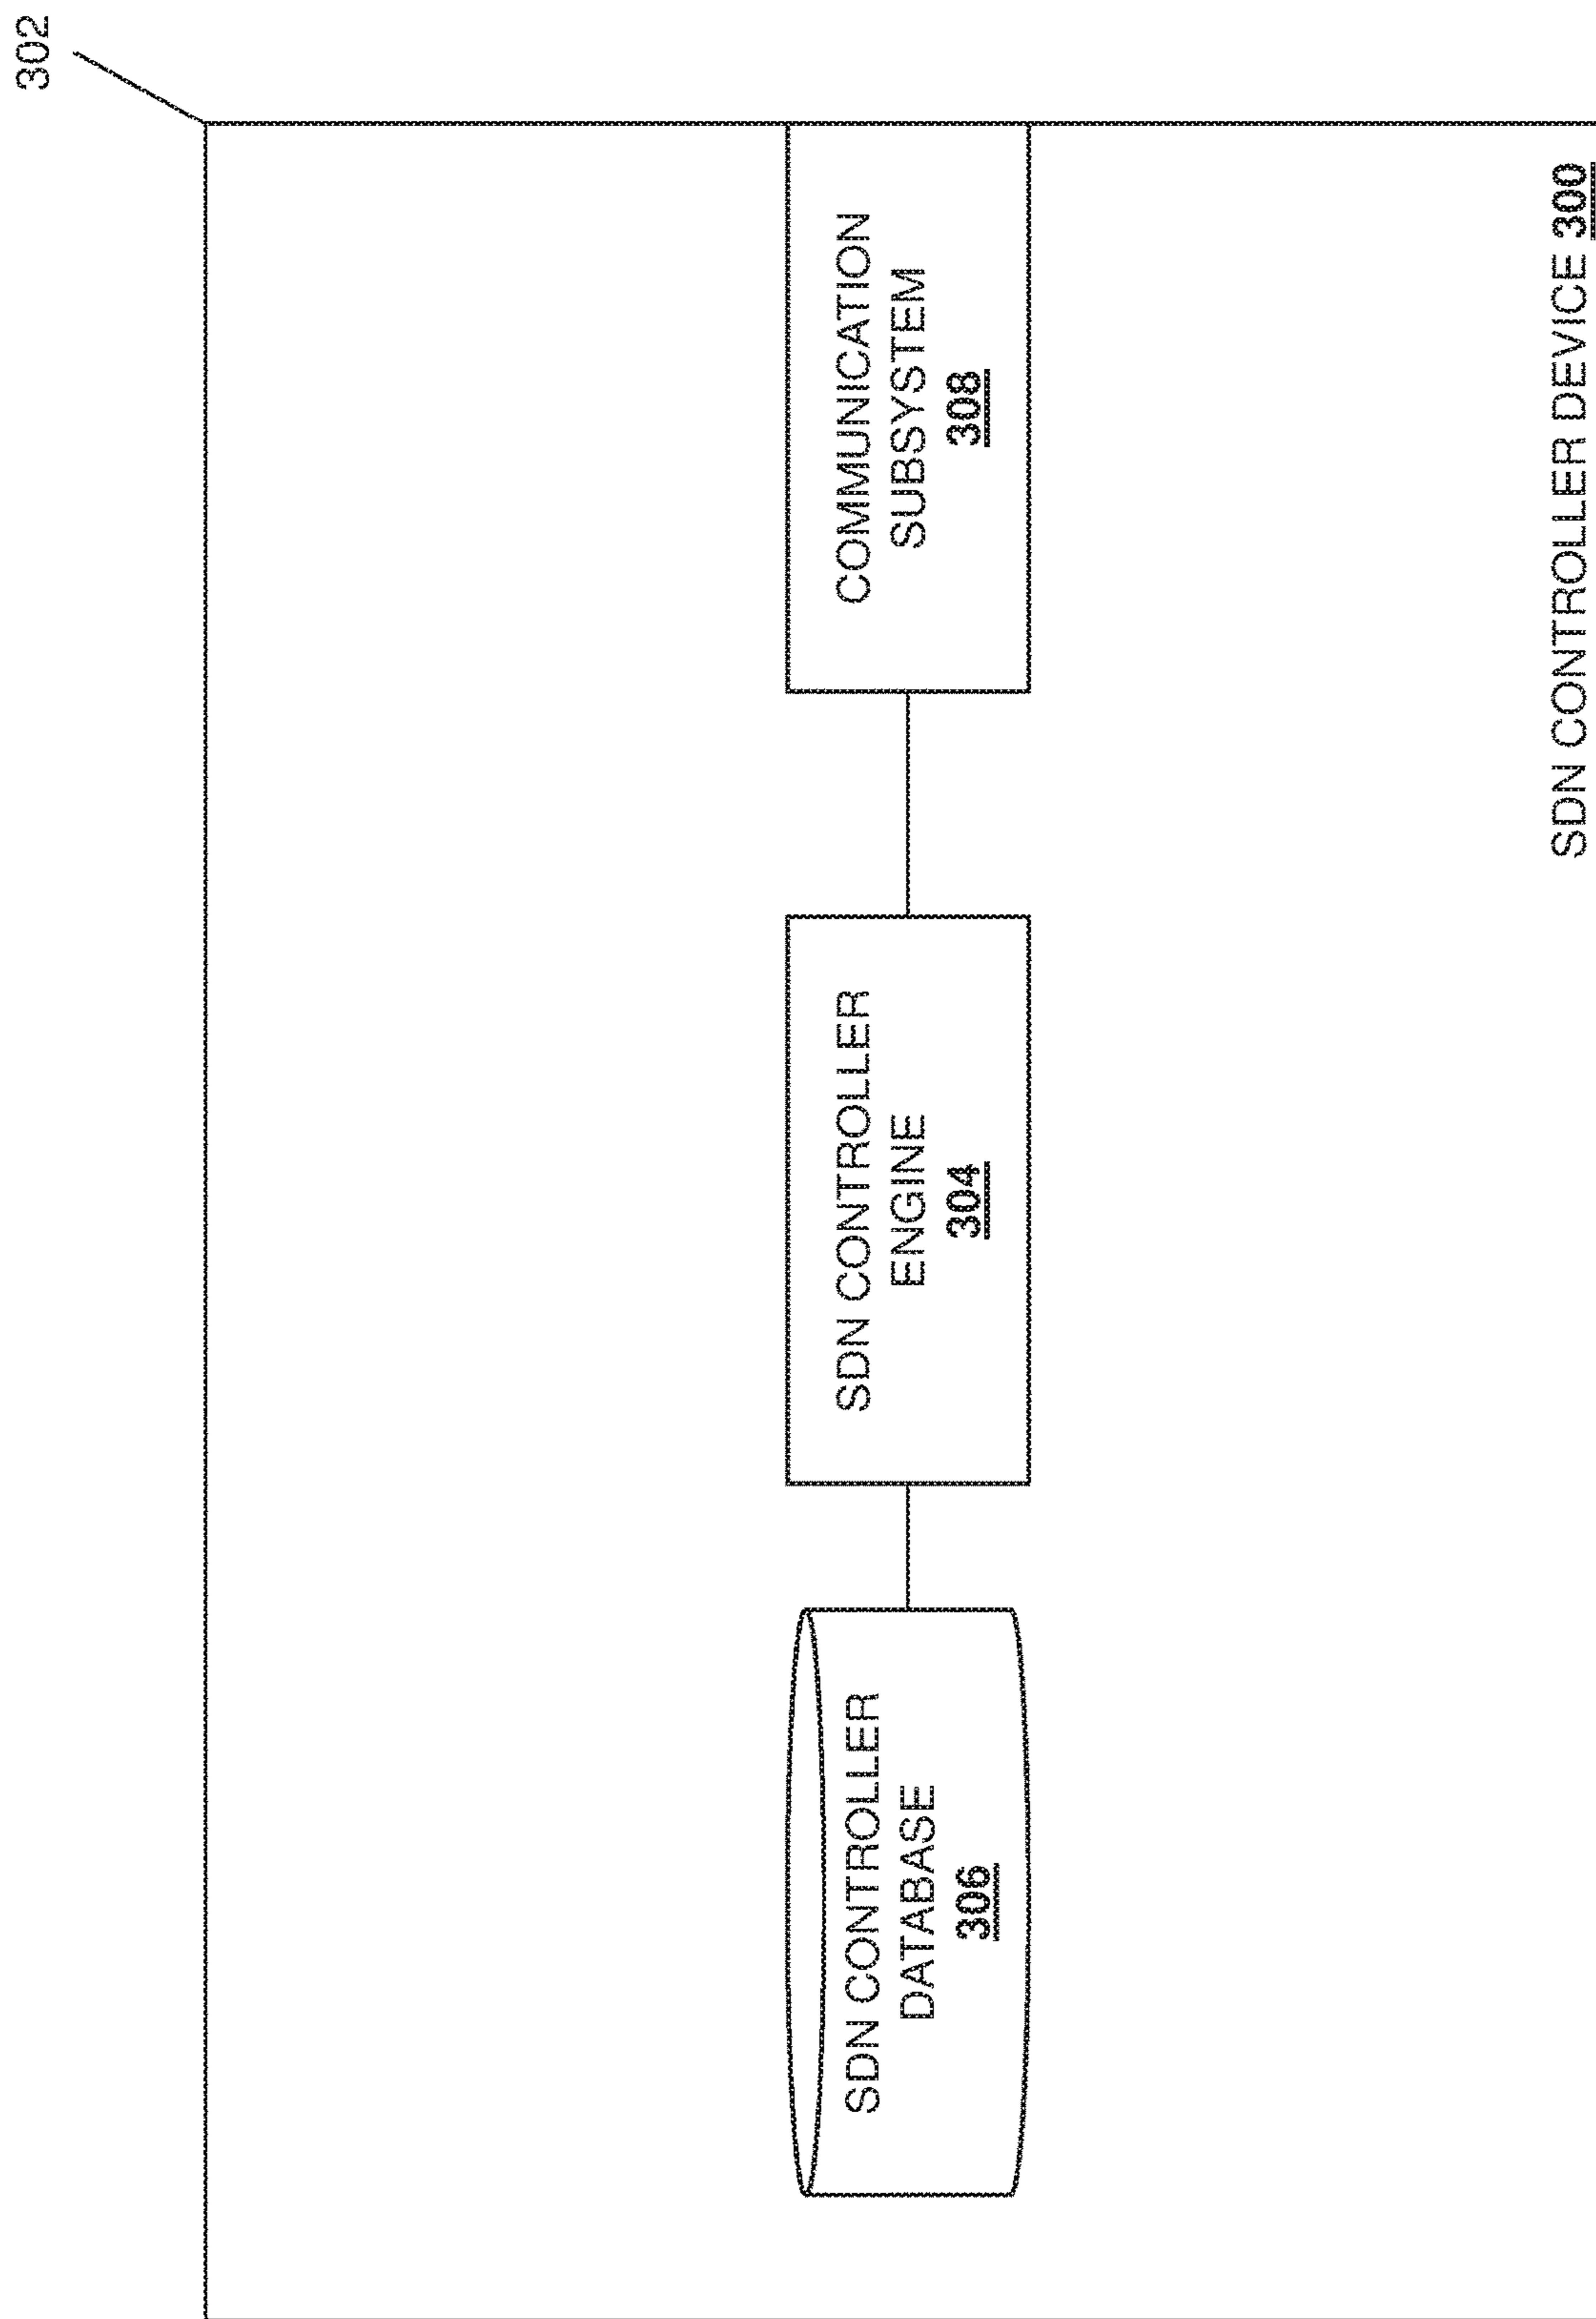 302
SDN CONTROLLER
DATABASE
306
SDN CONTROLLER
ENGINE
304
COMMUNICATION
SUBSYSTEM
308
SDN CONTROLLER DEVICE 300